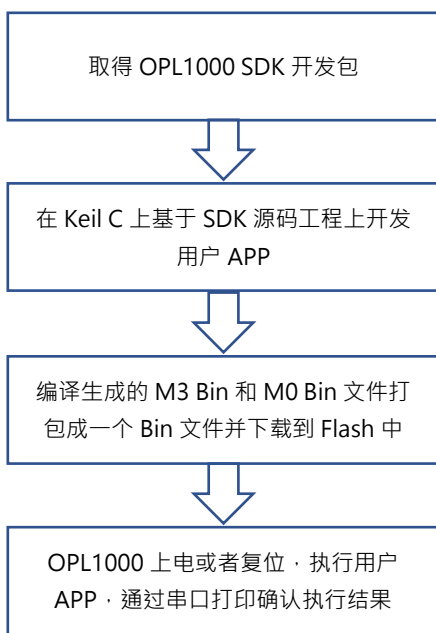 取得 OPL1000 SDK 开发包
在 Keil C 上基于 SDK 源码工程上开发
用户 APP
编译生成的 M3 Bin 和 M0 Bin 文件打
包成一个 Bin 文件并下载到 Flash 中
OPL1000 上电或者复位，执行用户
APP，通过串口打印确认执行结果